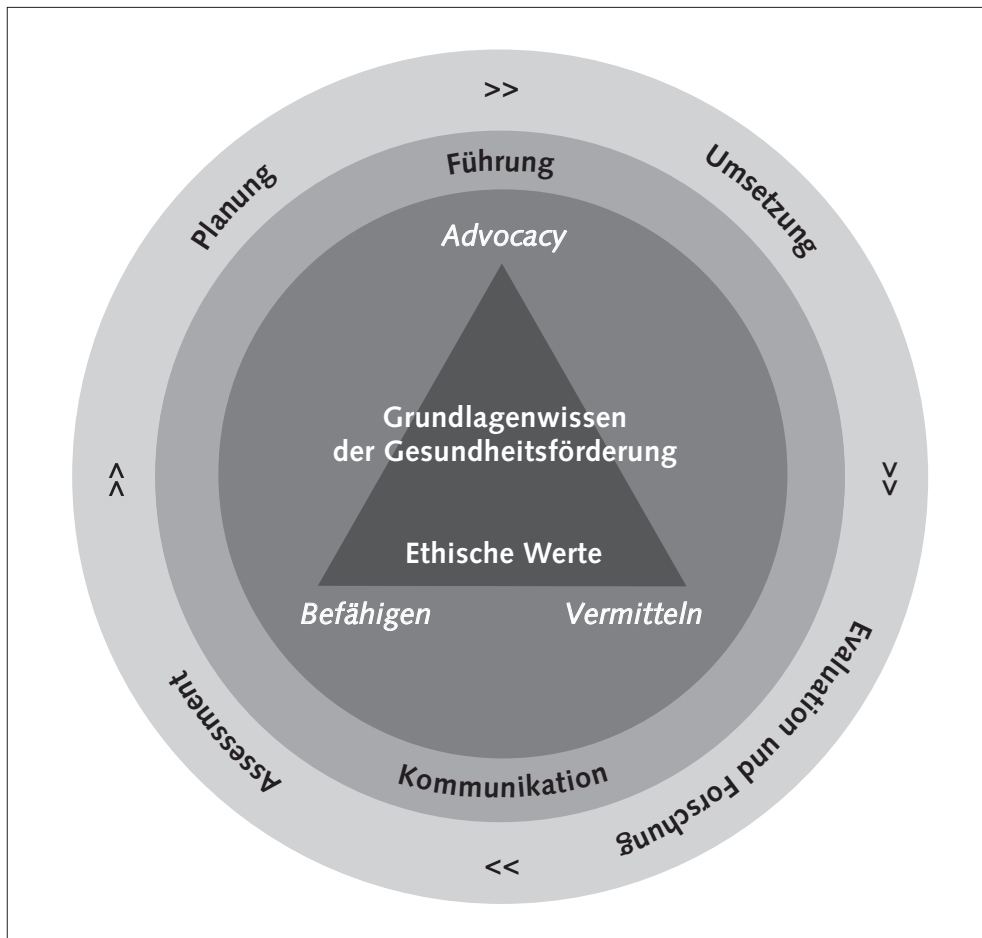 >>
Planung
Umsetzung
Führung
Advocacy
Grundlagenwissen
der Gesundheitsförderung
Ethische Werte
Befähigen
Vermitteln
>>
>>
Assessment
Evaluation und Forschung
Kommunikation
<<